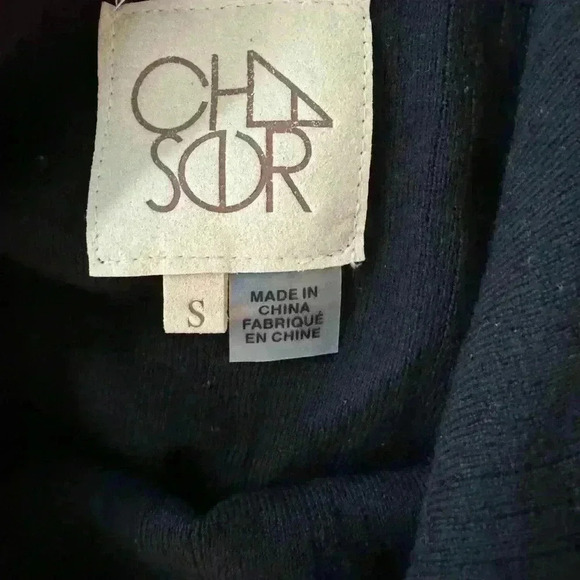 CHA
SER
S
MADE IN
CHINA
FABRIQUÉ
EN CHINE